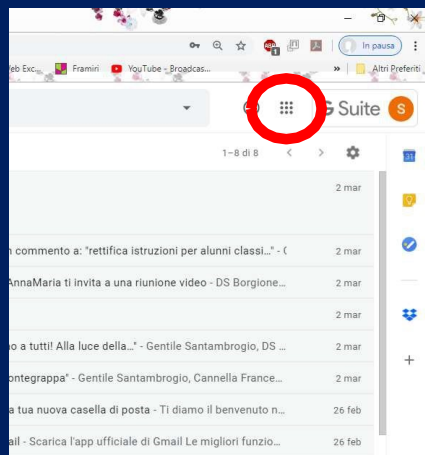 In pausa
Web Exc... Framiri YouTube - Broadcas... » Altri Preferiti
G Suite S
1–8 di 8
31
2 mar
n commento a: "rettifica istruzioni per alunni classi..." - 2 mar
AnnaMaria ti invita a una riunione video - DS Borgione... 2 mar
2 mar
o a tutti! Alla luce della..." - Gentile Santambrogio, DS ... 2 mar
ontegrappa" - Gentile Santambrogio, Cannella France... 2 mar
a tua nuova casella di posta - Ti diamo il benvenuto n... 26 feb
ail - Scarica l'app ufficiale di Gmail Le migliori funzio... 26 feb